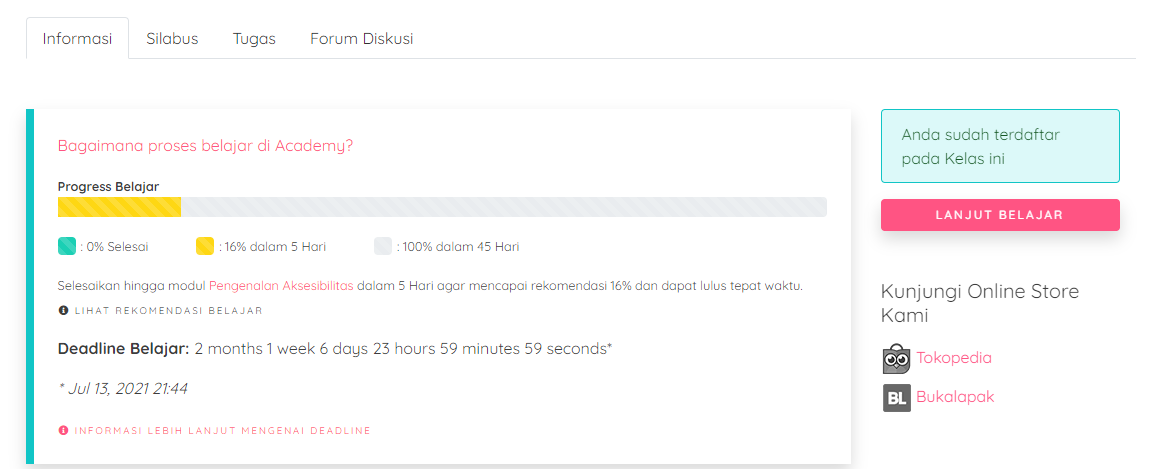 Informasi
Silabus
Tugas
Forum Diskusi
Bagaimana proses belajar di Academy?
Progress Belajar
: 0% Selesai
: 16% dalam 5 Hari
: 100% dalam 45 Hari
Selesaikan hingga modul Pengenalan Aksesibilitas dalam 5 Hari agar mencapai rekomendasi 16% dan dapat lulus tepat waktu.
LIHAT REKOMENDASI BELAJAR
Deadline Belajar: 2 months 1 week 6 days 23 hours 59 minutes 59 seconds*
* Jul 13, 2021 21:44
INFORMASI LEBIH LANJUT MENGENAI DEADLINE
Anda sudah terdaftar
pada Kelas ini
LANJUT BELAJAR
Kunjungi Online Store
Kami
Tokopedia
BL Bukalapak